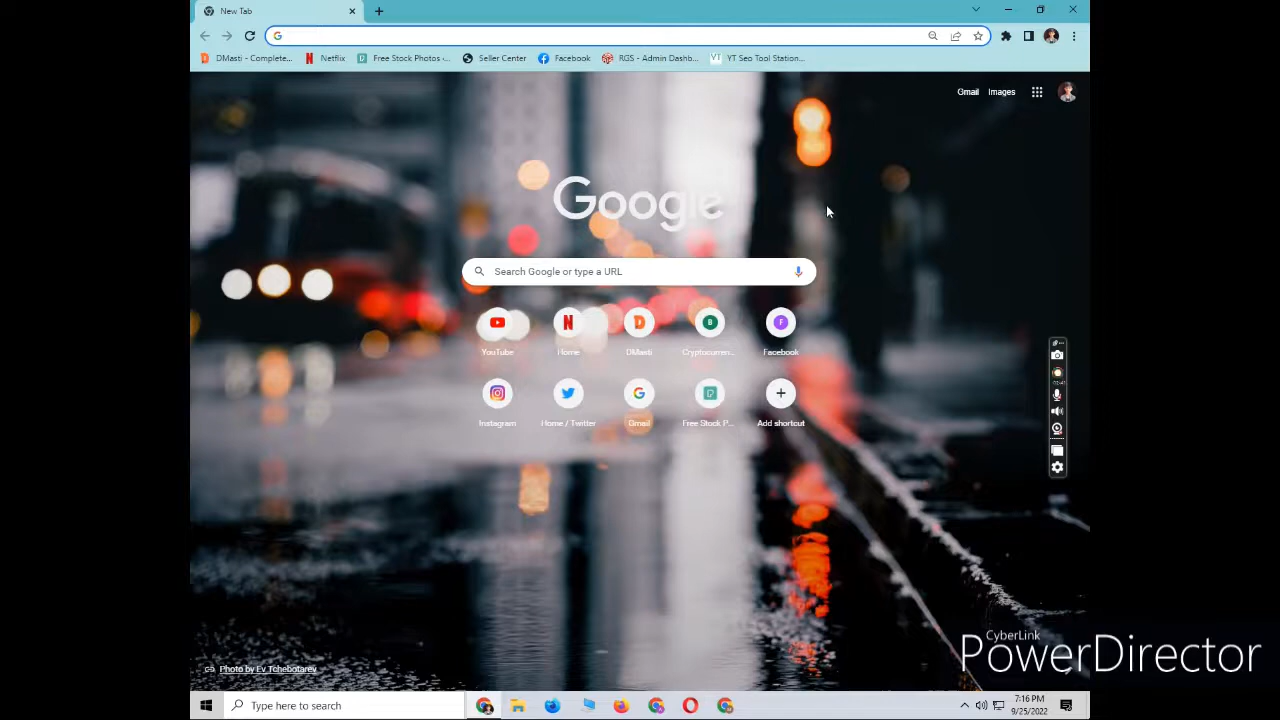 New Tab
DMasti - Complete...
Netflix
Free Stock Photos ·...
Seller Center
Facebook
RGS - Admin Dashb...
YT
YT Seo Tool Station...
Gmail
Images
Google
Search Google or type a URL
YouTube
Home
DMasti
Cryptocurren...
Facebook
Instagram
Home / Twitter
Gmail
Free Stock P...
Add shortcut
Photo by Ev Tchebotarev
CyberLink
PowerDirector
Type here to search
7:16 PM
9/25/2022